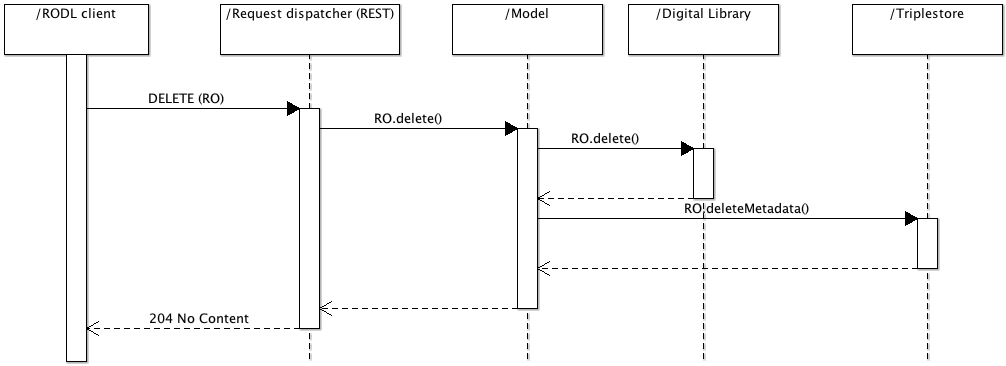 /RODL client
/Request dispatcher (REST)
/Model
/Digital Library
/Triplestore
DELETE (RO)
RO.delete()
RO.delete()
RO.deleteMetadata()
204 No Content